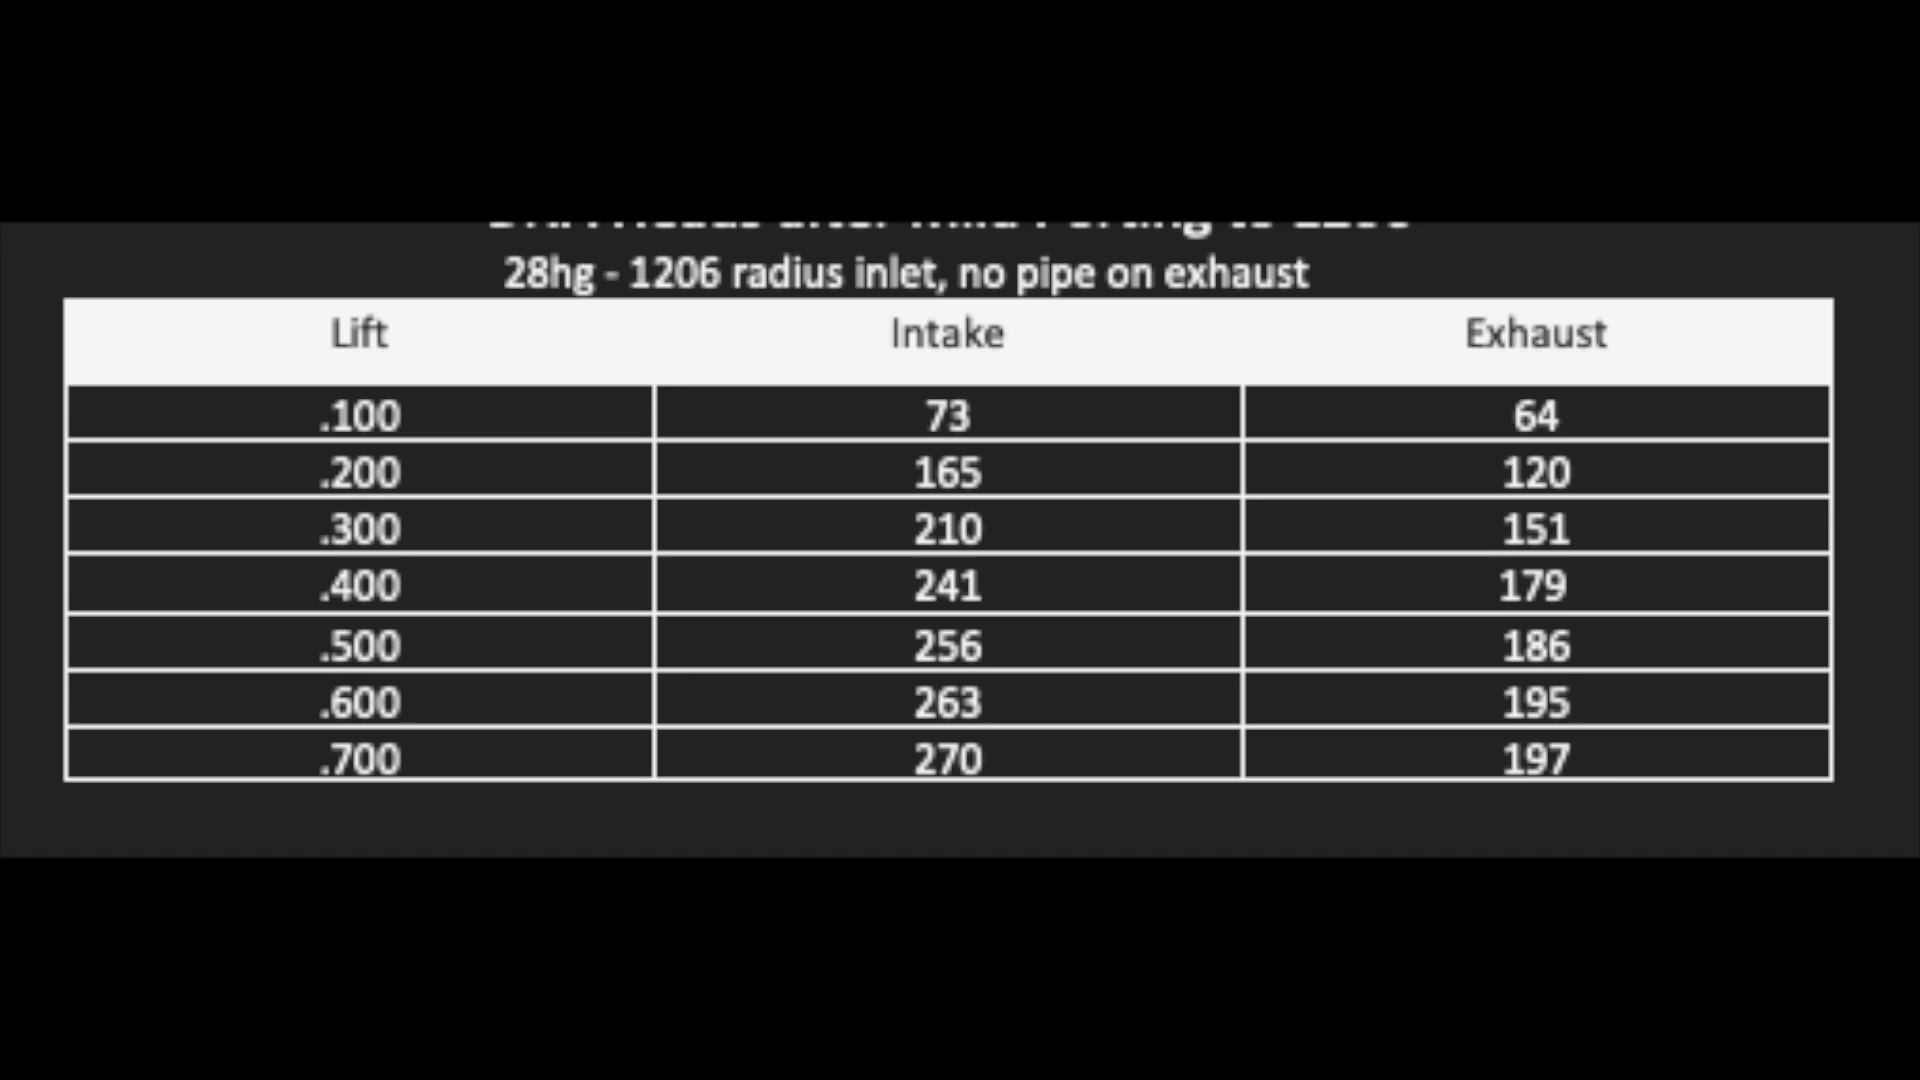 after
28hg - 1206 radius inlet, no pipe on exhaust
Lift Intake Exhaust
.100 73 64
.200 165 120
.300 210 151
.400 241 179
.500 256 186
.600 263 195
.700 270 197